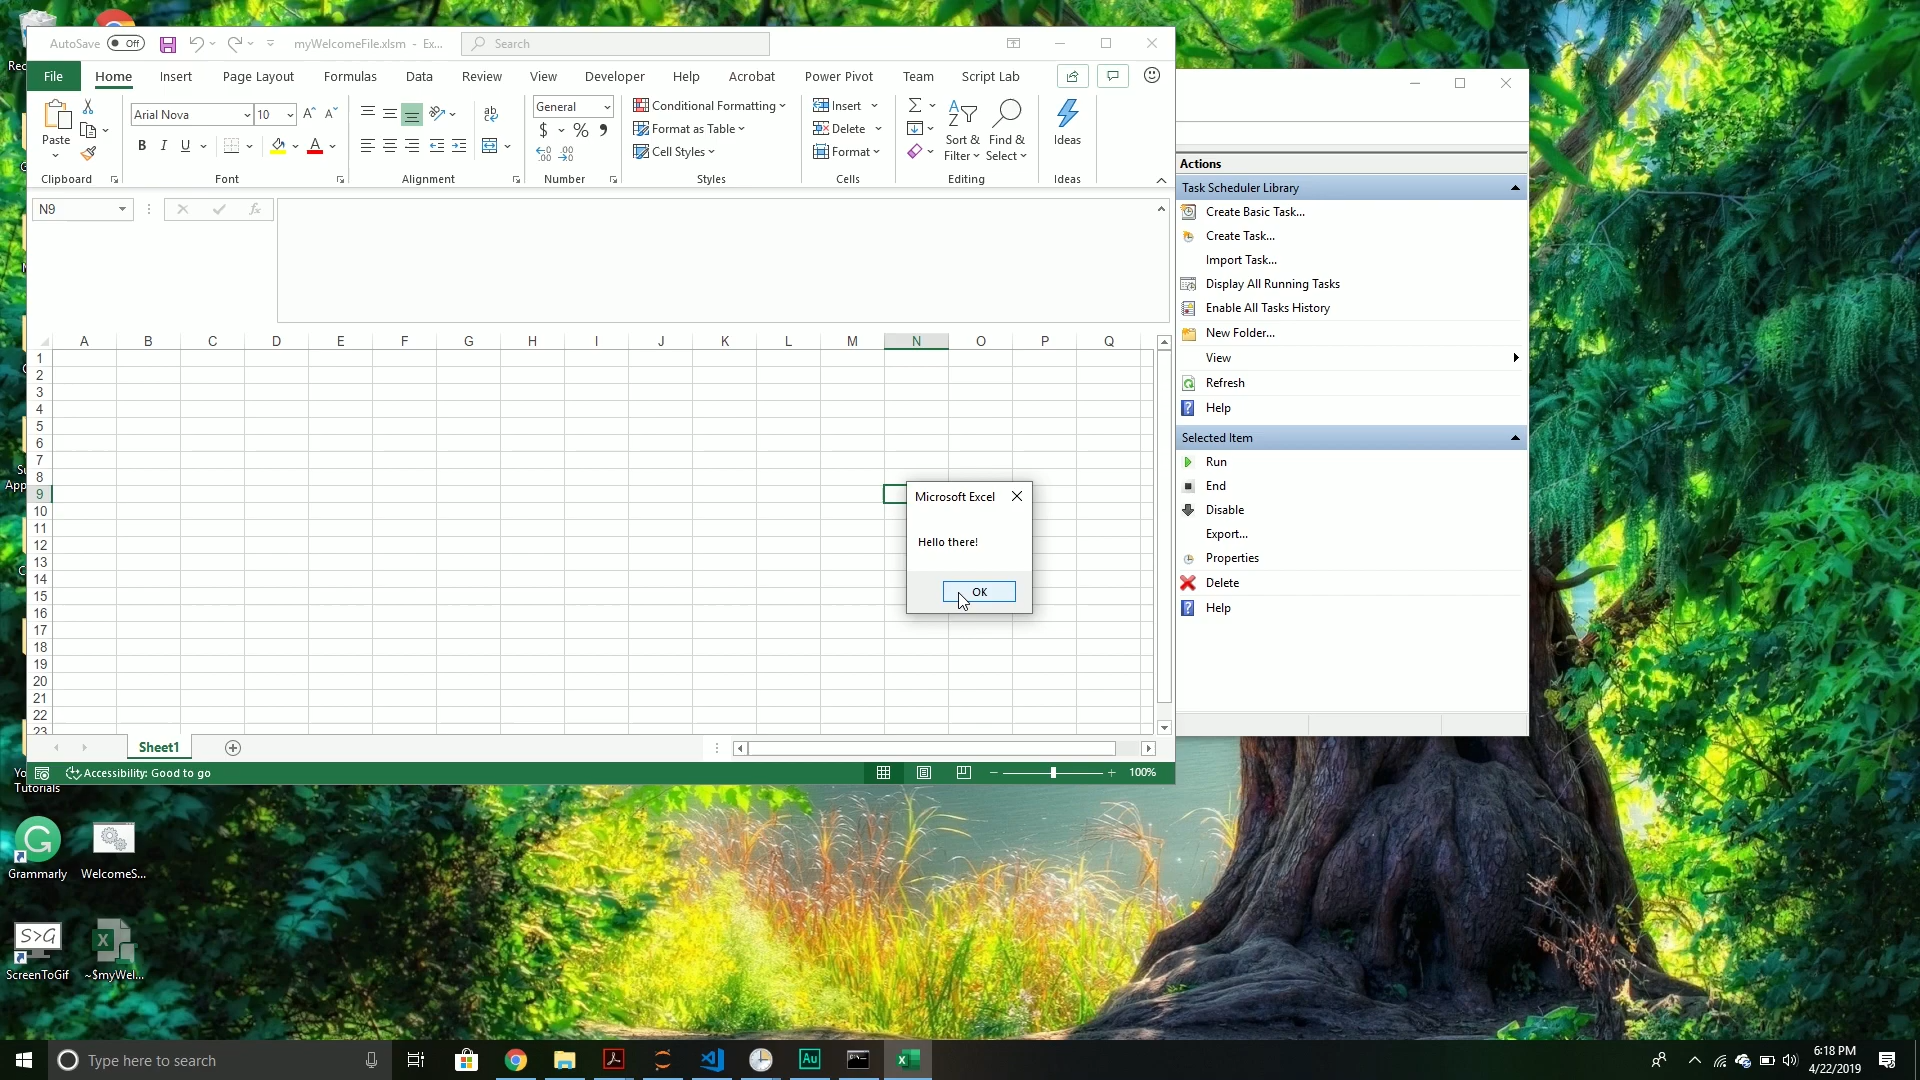 AutoSave Off myWelcomeFile.xlsm - Ex... Search
File Home Insert Page Layout Formulas Data Review View Developer Help Acrobat Power Pivot Team Script Lab
Paste
Arial Nova 10
B I U A
ab
General
$ % 9
Conditional Formatting
Format as Table
Cell Styles
Insert
Delete
Format
Sort & Filter
Find & Select
Ideas
Clipboard Font Alignment Number Styles Cells Editing Ideas
N9 fx
A B C D E F G H I J K L M N O P Q
1
2
3
4
5
6
7
8
9
10
11
12
13
14
15
16
17
18
19
20
21
22
23
Microsoft Excel
Hello there!
OK
Sheet1
Accessibility: Good to go 100%
Actions
Task Scheduler Library
Create Basic Task...
Create Task...
Import Task...
Display All Running Tasks
Enable All Tasks History
New Folder...
View
Refresh
Help
Selected Item
Run
End
Disable
Export...
Properties
Delete
Help
Tutorials
Grammarly WelcomeS...
S>G
ScreenToGif ~$myWel...
Type here to search
Au
6:18 PM
4/22/2019